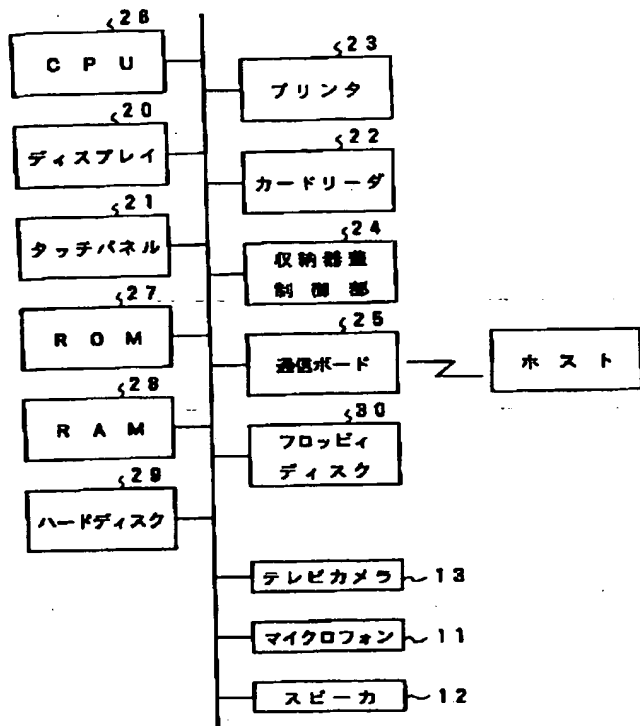 26
CPU
20
ディスプレイ
21
タッチパネル
27
ROM
28
RAM
29
ハードディスク
23
プリンタ
22
カードリーダ
24
収納器蓋
制御部
25
通信ボード
ホスト
30
フロッピィ
ディスク
テレビカメラ 13
マイクロフォン 11
スピーカ 12